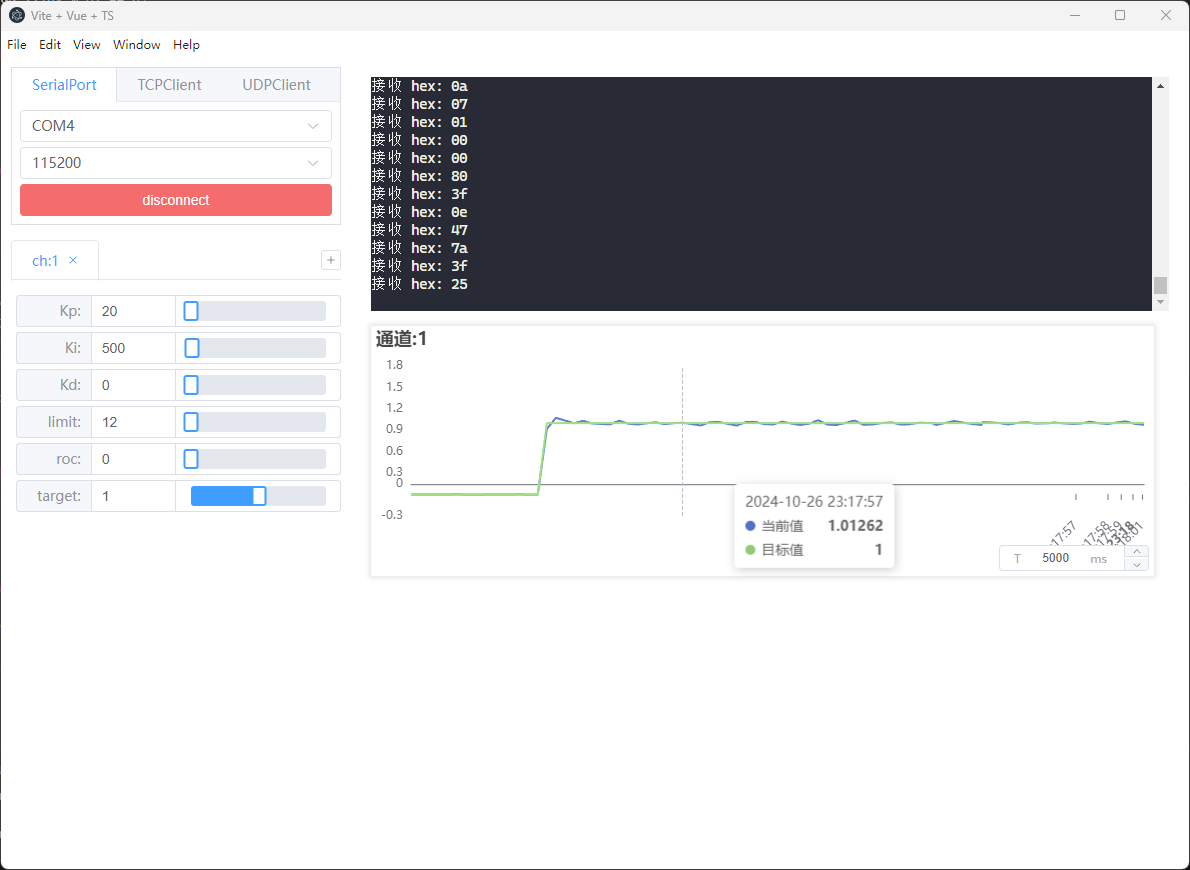 Vite + Vue + TS
File Edit View Window Help
SerialPort TCPClient UDPClient
COM4
115200
disconnect
ch:1
Kp: 20
Ki: 500
Kd: 0
limit: 12
roc: 0
target: 1
接收 hex: 0a
接收 hex: 07
接收 hex: 01
接收 hex: 00
接收 hex: 00
接收 hex: 80
接收 hex: 3f
接收 hex: 0e
接收 hex: 47
接收 hex: 7a
接收 hex: 3f
接收 hex: 25
通道:1
1.8
1.5
1.2
0.9
0.6
0.3
0
-0.3
2024-10-26 23:17:57
当前值 1.01262
目标值 1
:17:57
:17:58
:17:59
23:18
:18:01
T 5000 ms